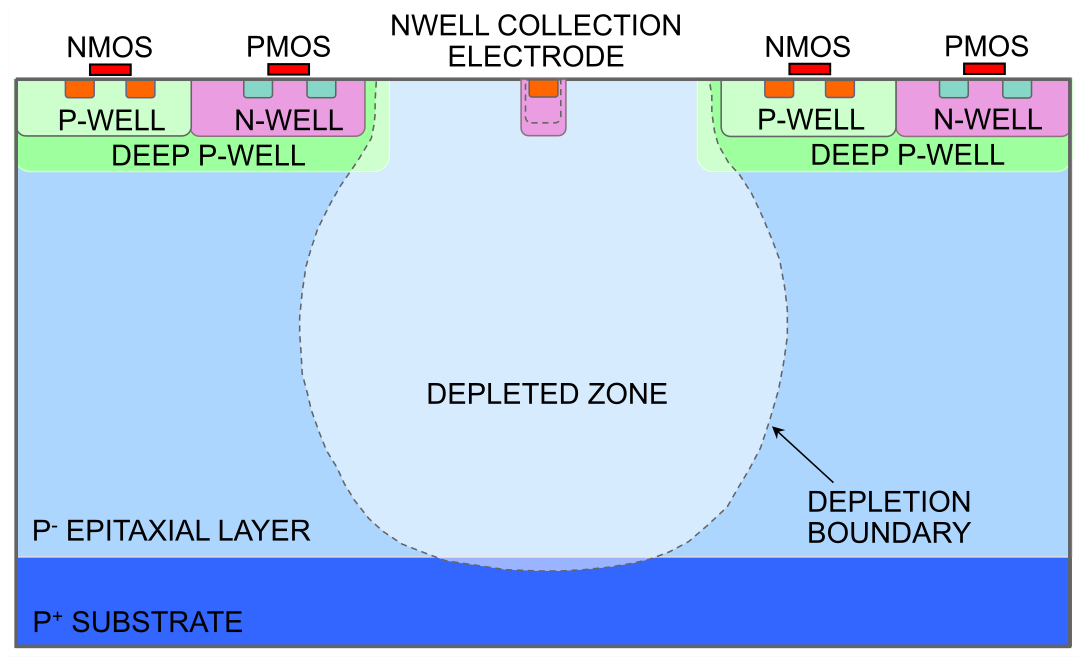 NWELL COLLECTION
ELECTRODE
NMOS
PMOS
NMOS
PMOS
P-WELL
N-WELL
P-WELL
N-WELL
DEEP P-WELL
DEEP P-WELL
DEPLETED ZONE
DEPLETION
BOUNDARY
P⁻ EPITAXIAL LAYER
P⁺ SUBSTRATE